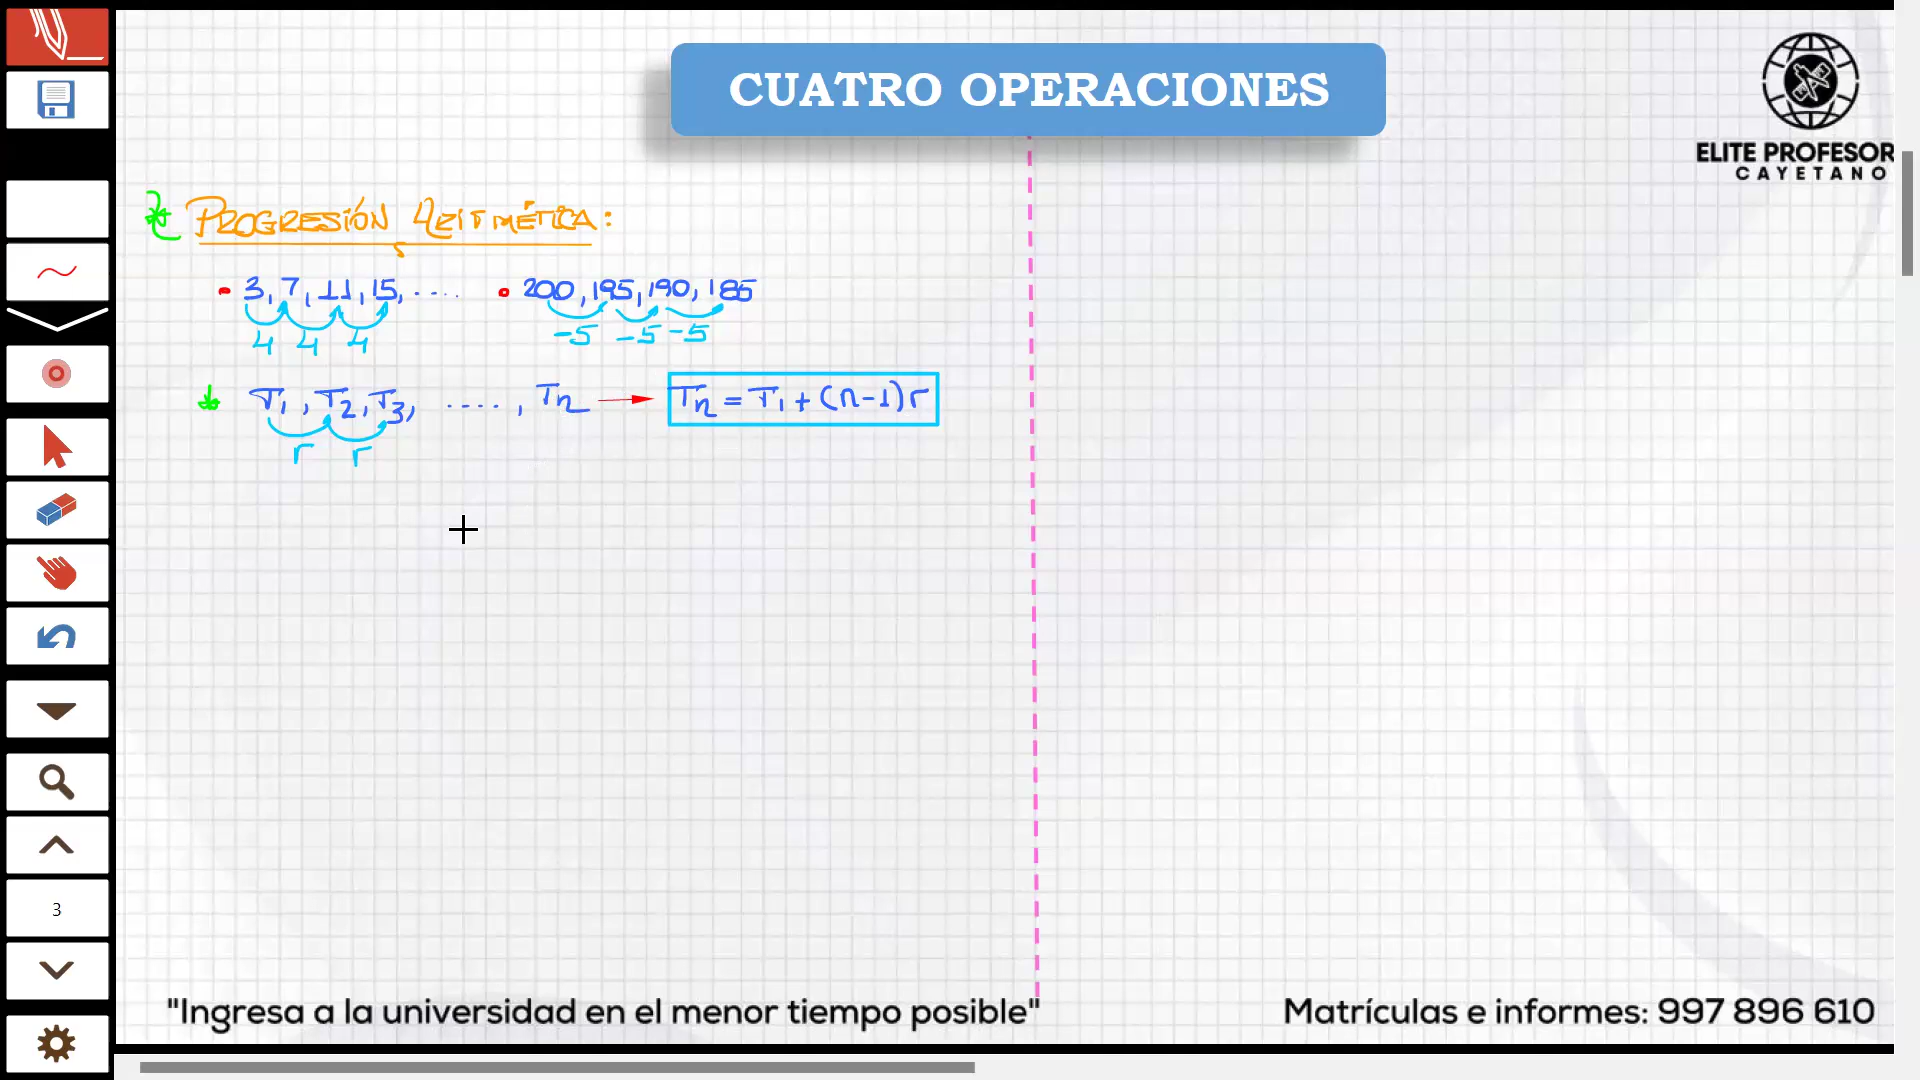 CUATRO OPERACIONES
ELITE PROFESOR
CAYETANO
* PROGRESIÓN ARITMÉTICA:
• 3, 7, 11, 15, .... • 200, 195, 190, 185
4 4 4 -5 -5 -5
T1, T2, T3, ...., Tn → Tn = T1 + (n-1)r
r r
3
"Ingresa a la universidad en el menor tiempo posible" Matrículas e informes: 997 896 610